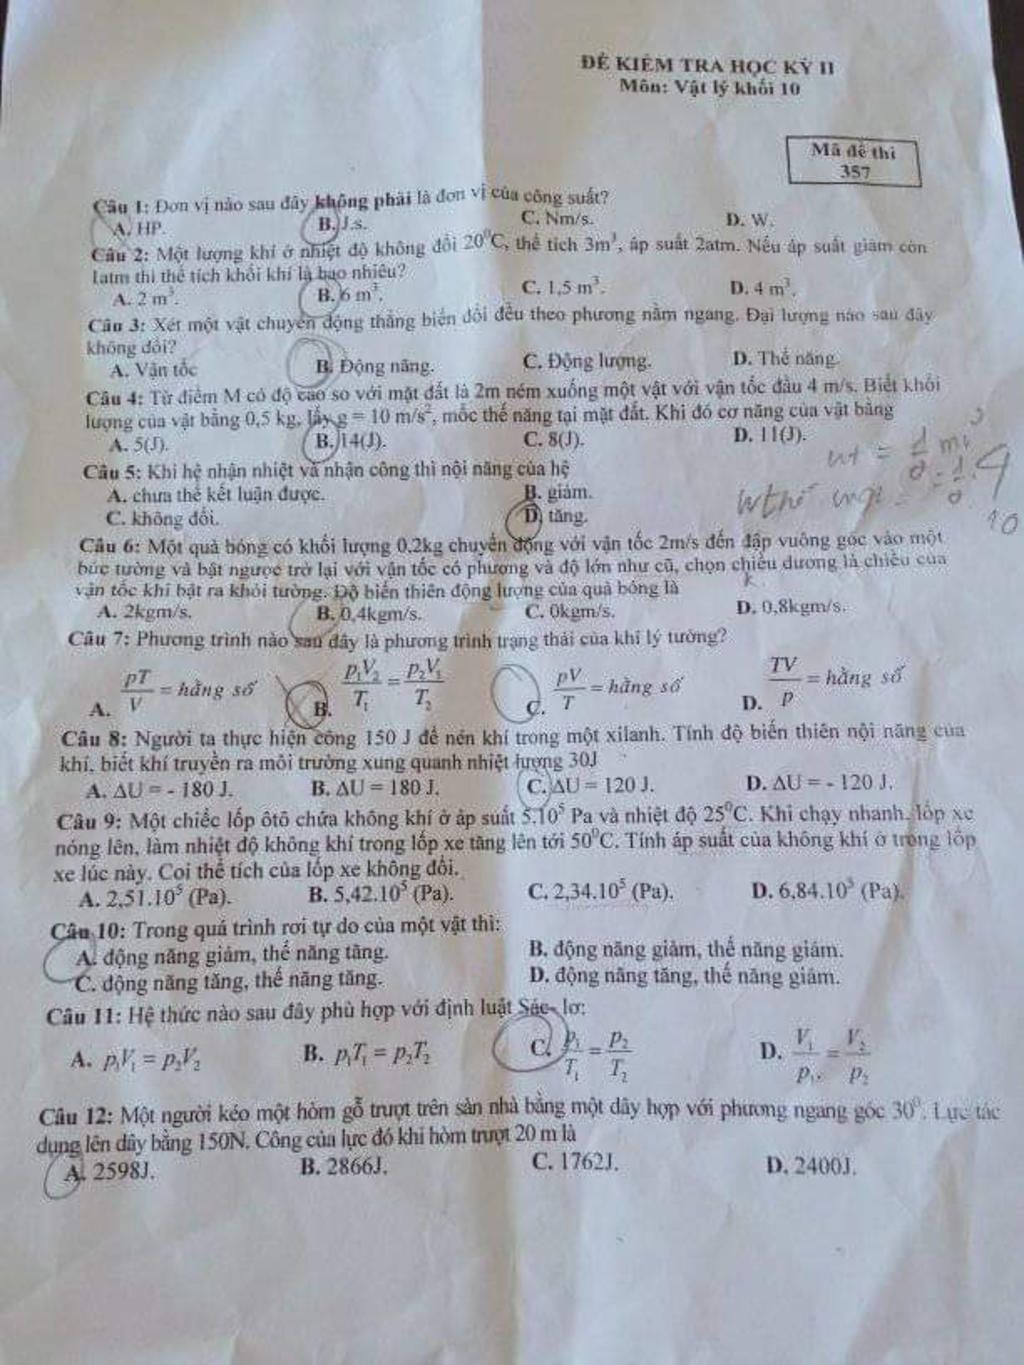 ĐỀ KIỂM TRA HỌC KỲ II
Môn: Vật lý khối 10
Mã đề thi
357
Câu 1: Đơn vị nào sau đây không phải là đơn vị của công suất?
A. HP. B. J.s. C. Nm/s. D. W.
Câu 2: Một lượng khí ở nhiệt độ không đổi 20⁰C, thể tích 3m³, áp suất 2atm. Nếu áp suất giảm còn
1atm thì thể tích khối khí là bao nhiêu?
A. 2 m³. B. 6 m³. C. 1,5 m³. D. 4 m³.
Câu 3: Xét một vật chuyển động thẳng biến đổi đều theo phương nằm ngang. Đại lượng nào sau đây
không đổi?
A. Vận tốc B. Động năng. C. Động lượng. D. Thế năng.
Câu 4: Từ điểm M có độ cao so với mặt đất là 2m ném xuống một vật với vận tốc đầu 4 m/s. Biết khối
lượng của vật bằng 0,5 kg, lấy g = 10 m/s², mốc thế năng tại mặt đất. Khi đó cơ năng của vật bằng
A. 5(J). B. 14(J). C. 8(J). D. 11(J).
Câu 5: Khi hệ nhận nhiệt và nhận công thì nội năng của hệ
A. chưa thể kết luận được. B. giảm.
C. không đổi. D. tăng.
Câu 6: Một quả bóng có khối lượng 0,2kg chuyển động với vận tốc 2m/s đến đập vuông góc vào một
bức tường và bật ngược trở lại với vận tốc có phương và độ lớn như cũ, chọn chiều dương là chiều của
vận tốc khi bật ra khỏi tường. Độ biến thiên động lượng của quả bóng là
A. 2kgm/s. B. 0,4kgm/s. C. 0kgm/s. D. 0,8kgm/s.
Câu 7: Phương trình nào sau đây là phương trình trạng thái của khí lý tưởng?
A. pT/V = hằng số B. p₁V₂/T₁ = p₂V₁/T₂ C. pV/T = hằng số D. TV/p = hằng số
Câu 8: Người ta thực hiện công 150 J để nén khí trong một xilanh. Tính độ biến thiên nội năng của
khí, biết khí truyền ra môi trường xung quanh nhiệt lượng 30J
A. ΔU = - 180 J. B. ΔU = 180 J. C. ΔU = 120 J. D. ΔU = - 120 J.
Câu 9: Một chiếc lốp ôtô chứa không khí ở áp suất 5.10⁵ Pa và nhiệt độ 25⁰C. Khi chạy nhanh, lốp xe
nóng lên, làm nhiệt độ không khí trong lốp xe tăng lên tới 50⁰C. Tính áp suất của không khí ở trong lốp
xe lúc này. Coi thể tích của lốp xe không đổi.
A. 2,51.10⁵ (Pa). B. 5,42.10⁵ (Pa). C. 2,34.10⁵ (Pa). D. 6,84.10⁵ (Pa).
Câu 10: Trong quá trình rơi tự do của một vật thì:
A. động năng giảm, thế năng tăng. B. động năng giảm, thế năng giảm.
C. động năng tăng, thế năng tăng. D. động năng tăng, thế năng giảm.
Câu 11: Hệ thức nào sau đây phù hợp với định luật Sác- lơ:
A. p₁V₁ = p₂V₂ B. p₁T₁ = p₂T₂ C. p₁/T₁ = p₂/T₂ D. V₁/p₁ = V₂/p₂
Câu 12: Một người kéo một hòm gỗ trượt trên sàn nhà bằng một dây hợp với phương ngang góc 30⁰. Lực tác
dụng lên dây bằng 150N. Công của lực đó khi hòm trượt 20 m là
A. 2598J. B. 2866J. C. 1762J. D. 2400J.